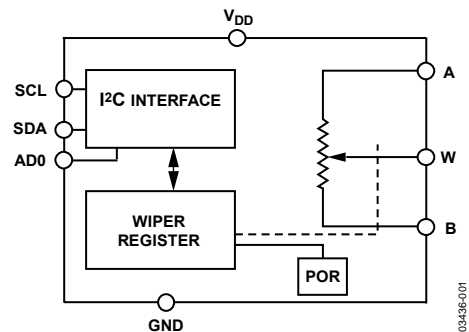 VDD
SCL
SDA
AD0
I2C INTERFACE
WIPER
REGISTER
POR
A
W
B
GND
03436-001